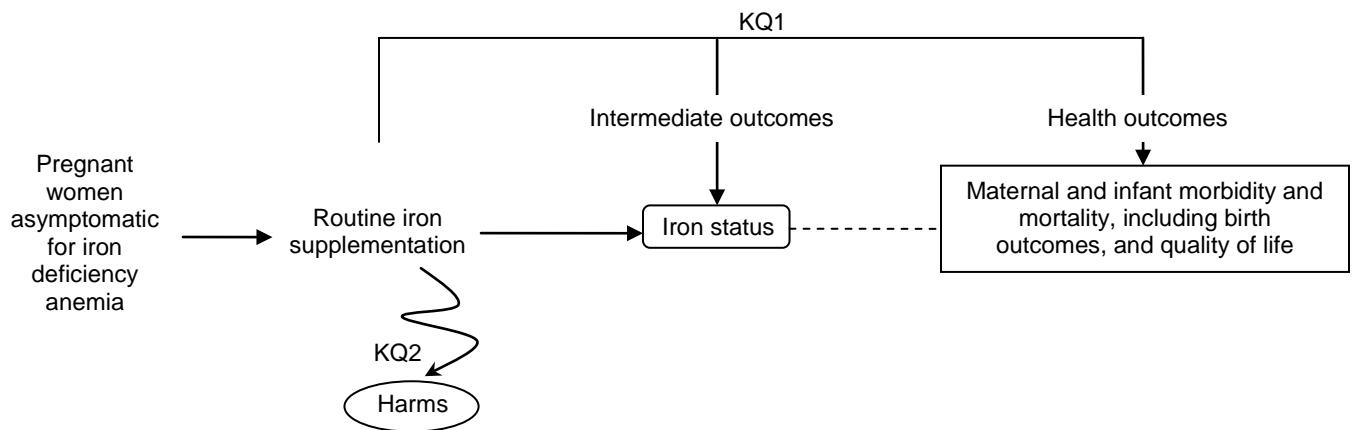 KQ1
Intermediate outcomes
Health outcomes
Pregnant
women
asymptomatic
for iron
deficiency
anemia
Routine iron
supplementation
Iron status
Maternal and infant morbidity and
mortality, including birth
outcomes, and quality of life
KQ2
Harms